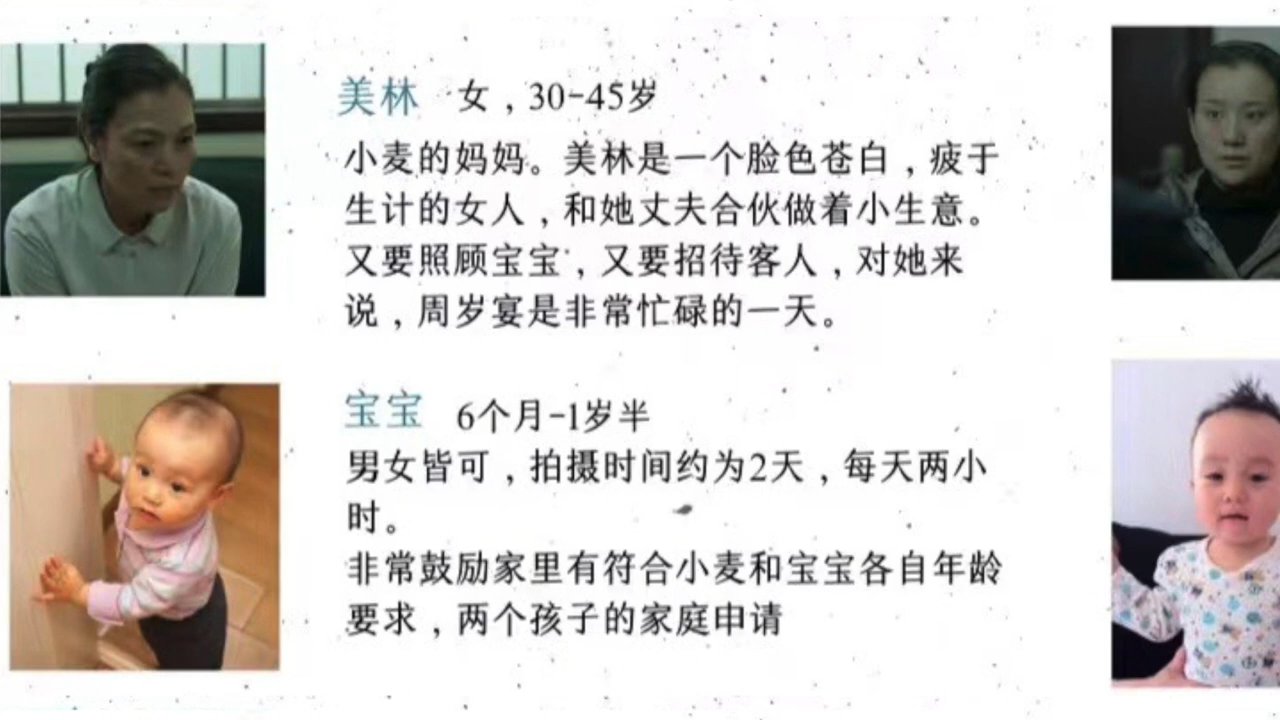 美林 女，30-45岁
小麦的妈妈。美林是一个脸色苍白，疲于
生计的女人，和她丈夫合伙做着小生意。
又要照顾宝宝，又要招待客人，对她来
说，周岁宴是非常忙碌的一天。
宝宝 6个月-1岁半
男女皆可，拍摄时间约为2天，每天两小
时。
非常鼓励家里有符合小麦和宝宝各自年龄
要求，两个孩子的家庭申请